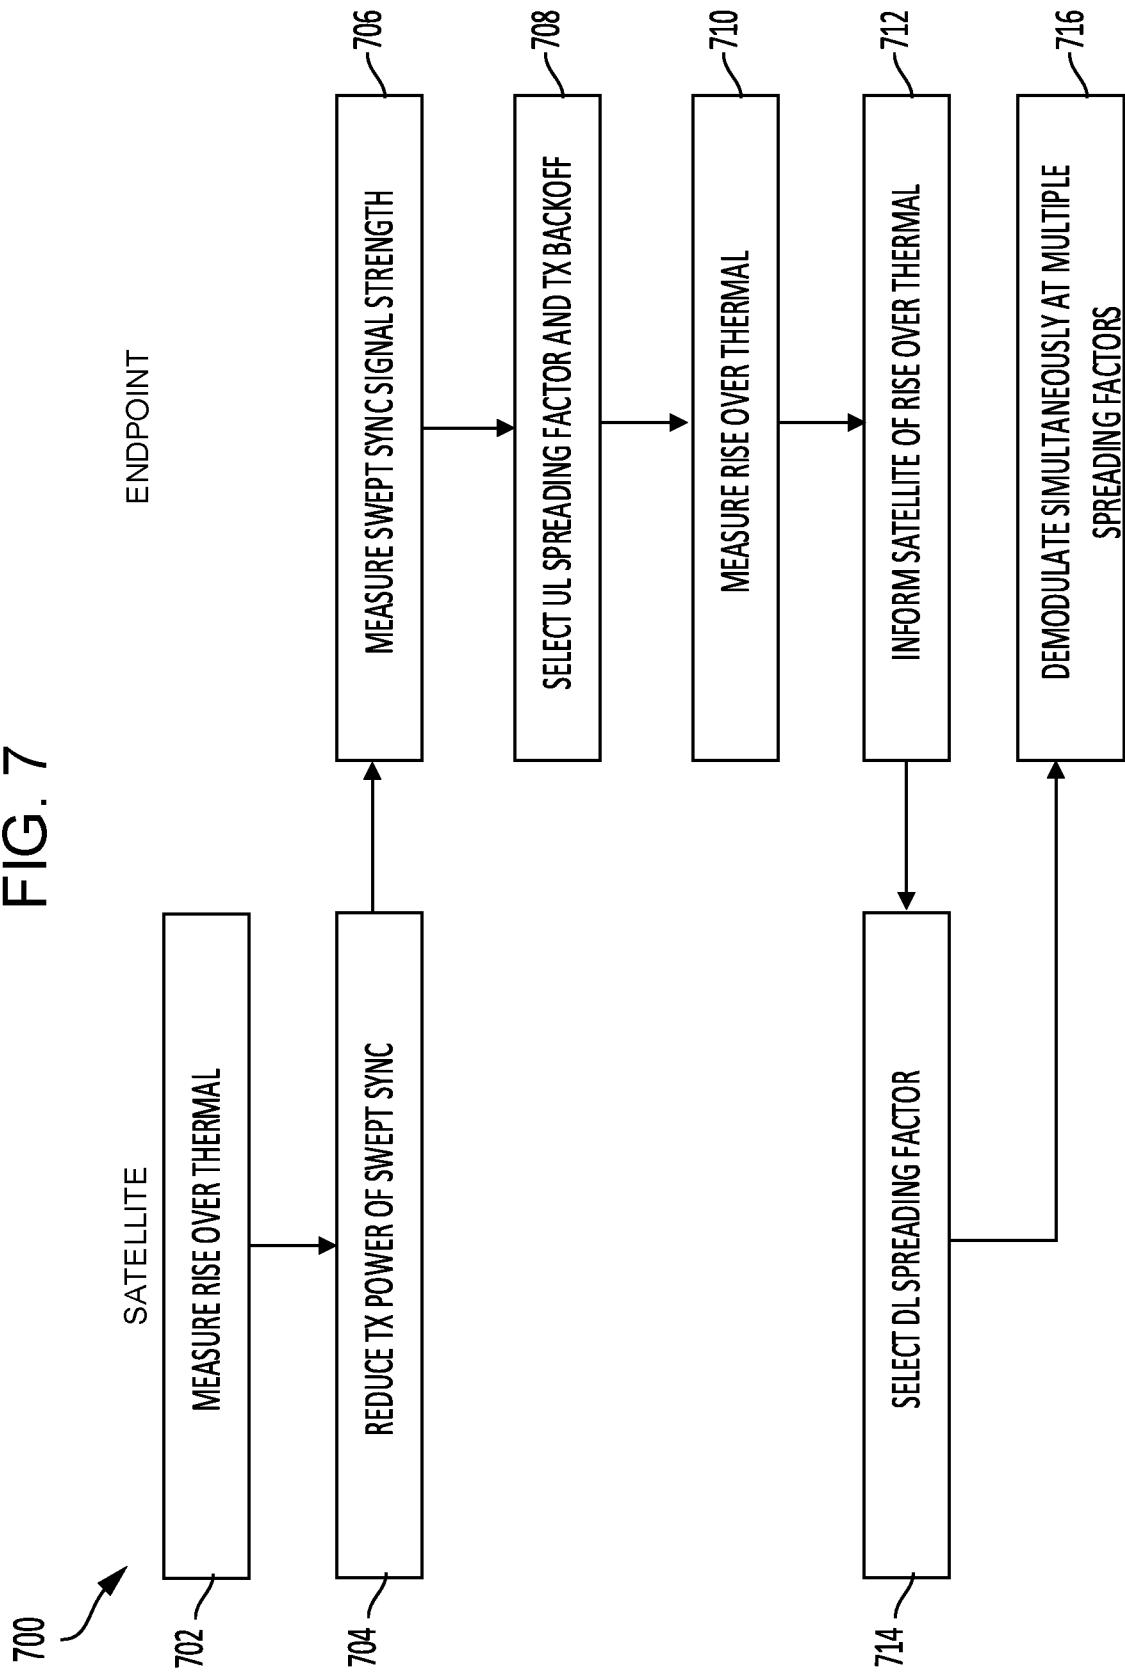 FIG. 7
700
SATELLITE
ENDPOINT
702
MEASURE RISE OVER THERMAL
704
REDUCE TX POWER OF SWEPT SYNC
MEASURE SWEPT SYNC SIGNAL STRENGTH
706
SELECT UL SPREADING FACTOR AND TX BACKOFF
708
MEASURE RISE OVER THERMAL
710
INFORM SATELLITE OF RISE OVER THERMAL
712
714
SELECT DL SPREADING FACTOR
DEMODULATE SIMULTANEOUSLY AT MULTIPLE
SPREADING FACTORS
716